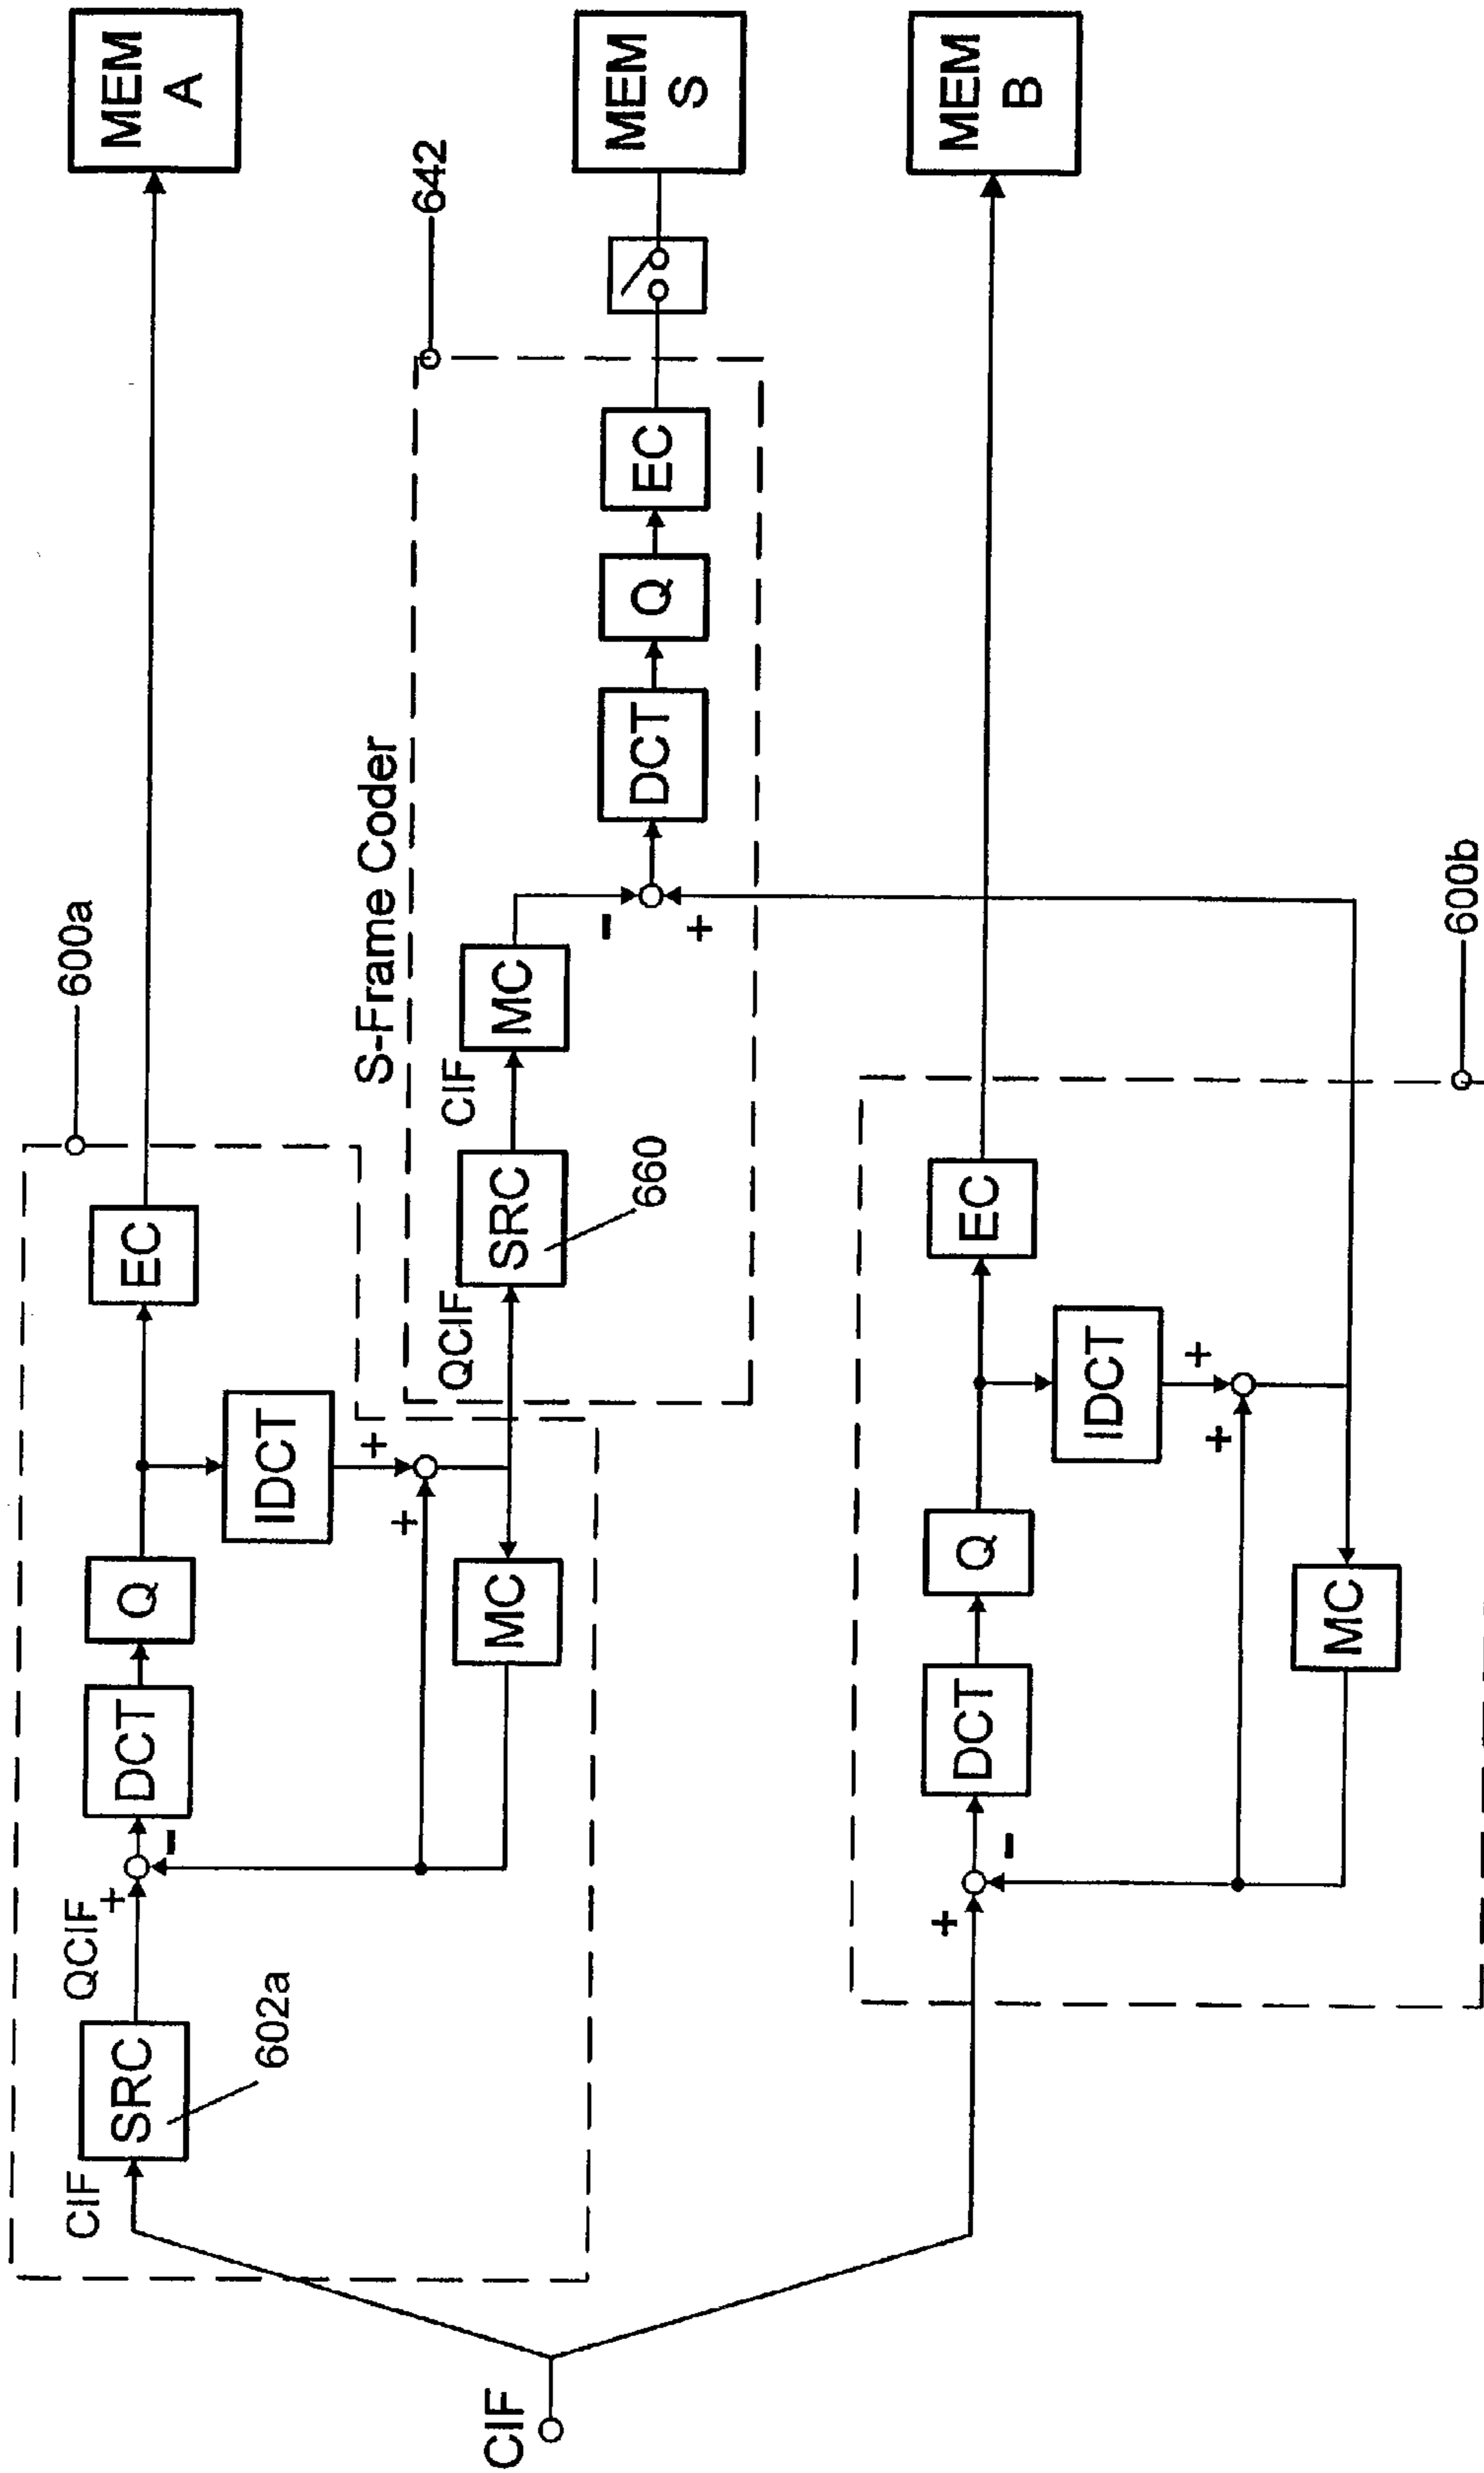 600a
CIF
SRC
602a
QCIF
+
-
DCT
Q
EC
MEM
A
IDCT
+
+
MC
S-Frame Coder
642
QCIF
SRC
660
CIF
MC
-
+
DCT
Q
EC
MEM
S
CIF
+
-
DCT
Q
EC
MEM
B
IDCT
+
+
MC
600b